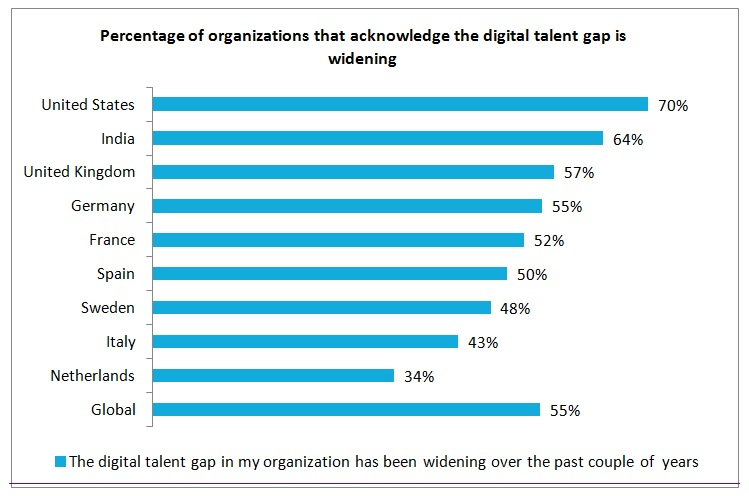 Percentage of organizations that acknowledge the digital talent gap is
widening
United States 70%
India 64%
United Kingdom 57%
Germany 55%
France 52%
Spain 50%
Sweden 48%
Italy 43%
Netherlands 34%
Global 55%
The digital talent gap in my organization has been widening over the past couple of years